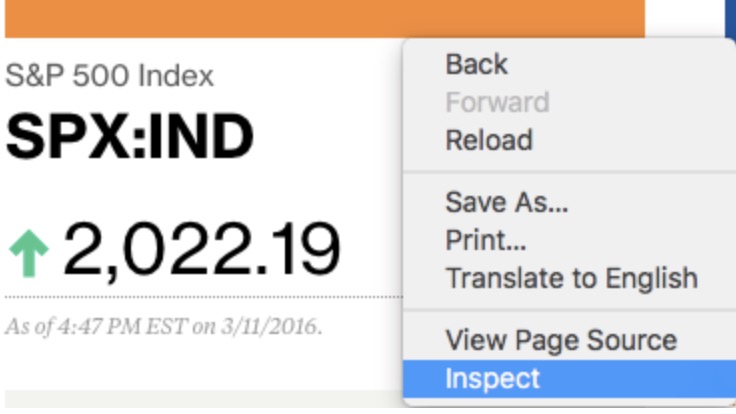 S&P 500 Index
SPX:IND
2,022.19
As of 4:47 PM EST on 3/11/2016.
Back
Forward
Reload
Save As...
Print...
Translate to English
View Page Source
Inspect